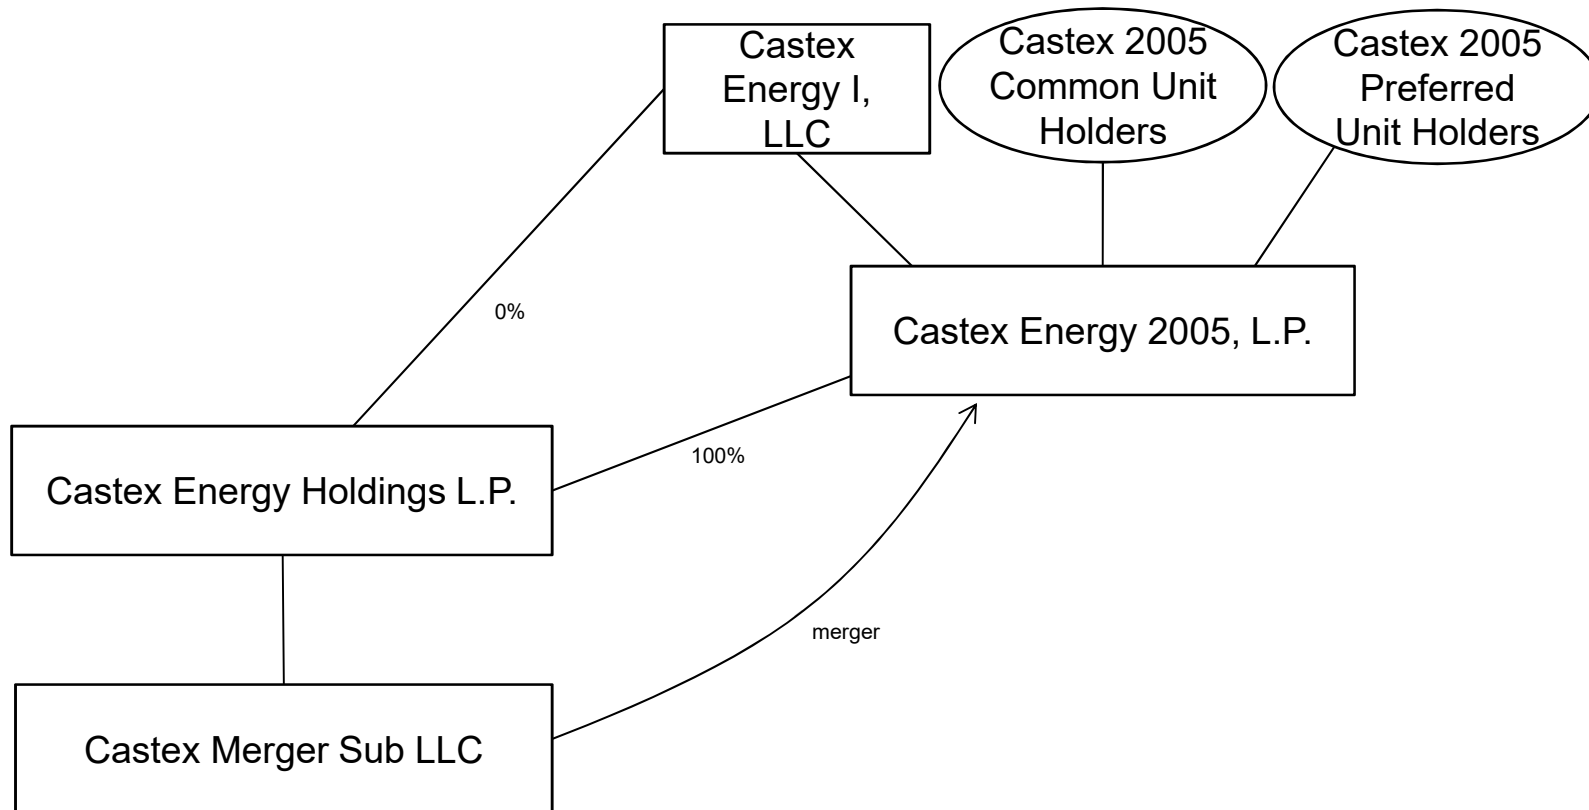 Castex
Energy I,
LLC
Castex 2005
Common Unit
Holders
Castex 2005
Preferred
Unit Holders
0%
Castex Energy 2005, L.P.
100%
Castex Energy Holdings L.P.
merger
Castex Merger Sub LLC